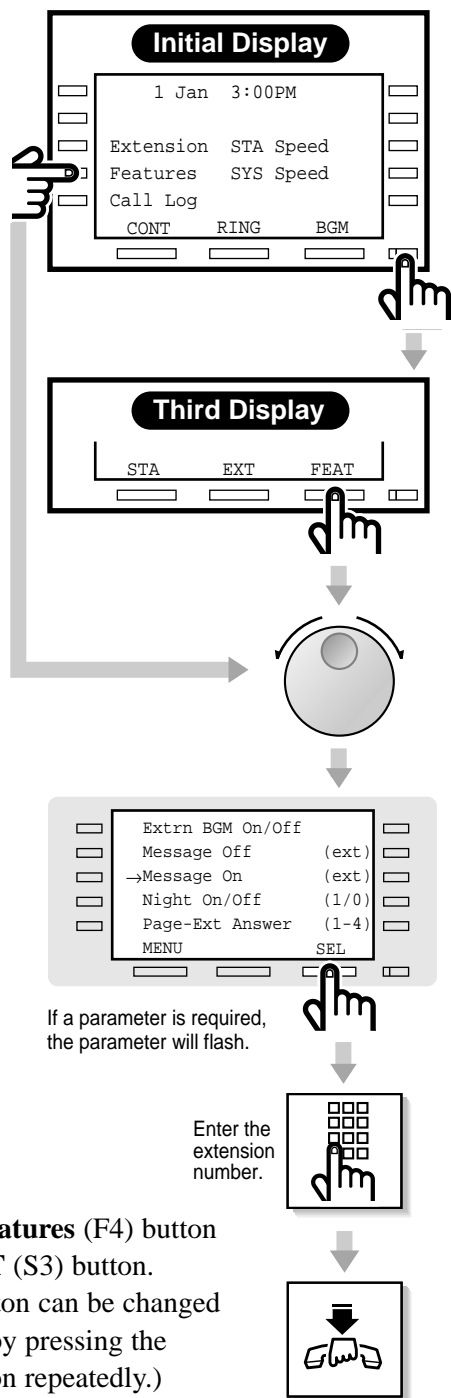 Initial Display
1 Jan 3:00PM
Extension STA Speed
Features SYS Speed
Call Log
CONT RING BGM
Third Display
STA EXT FEAT
Extrn BGM On/Off
Message Off (ext)
→Message On (ext)
Night On/Off (1/0)
Page-Ext Answer (1-4)
MENU SEL
If a parameter is required,
the parameter will flash.
Enter the
extension
number.
atures (F4) button
(S3) button.
ton can be changed
by pressing the
on repeatedly.)